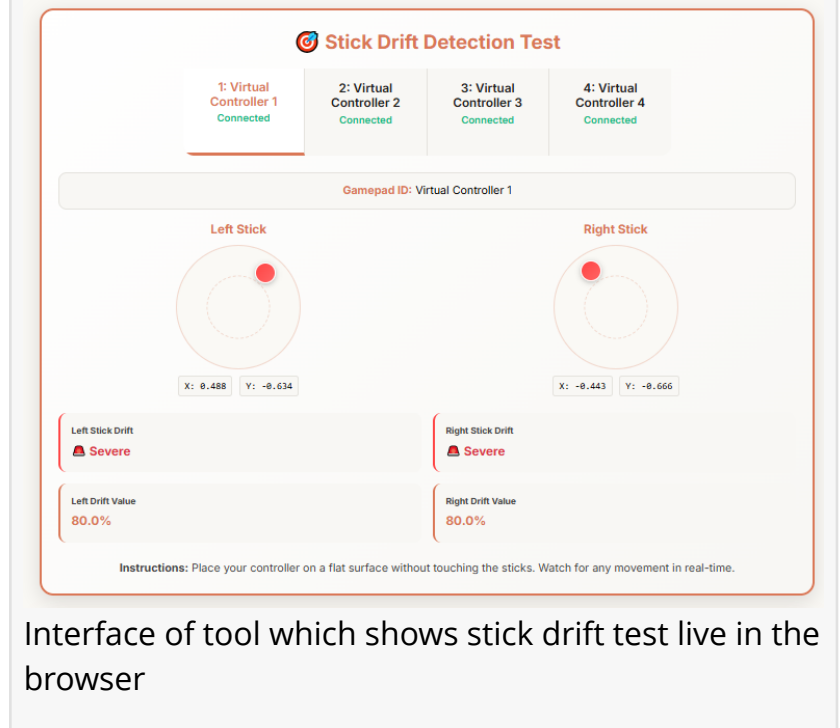 🎯 Stick Drift Detection Test
1: Virtual
Controller 1
Connected
2: Virtual
Controller 2
Connected
3: Virtual
Controller 3
Connected
4: Virtual
Controller 4
Connected
Gamepad ID: Virtual Controller 1
Left Stick
Right Stick
X: 0.488 Y: -0.634
X: -0.443 Y: -0.666
Left Stick Drift
🚨 Severe
Right Stick Drift
🚨 Severe
Left Drift Value
80.0%
Right Drift Value
80.0%
Instructions: Place your controller on a flat surface without touching the sticks. Watch for any movement in real-time.
Interface of tool which shows stick drift test live in the
browser